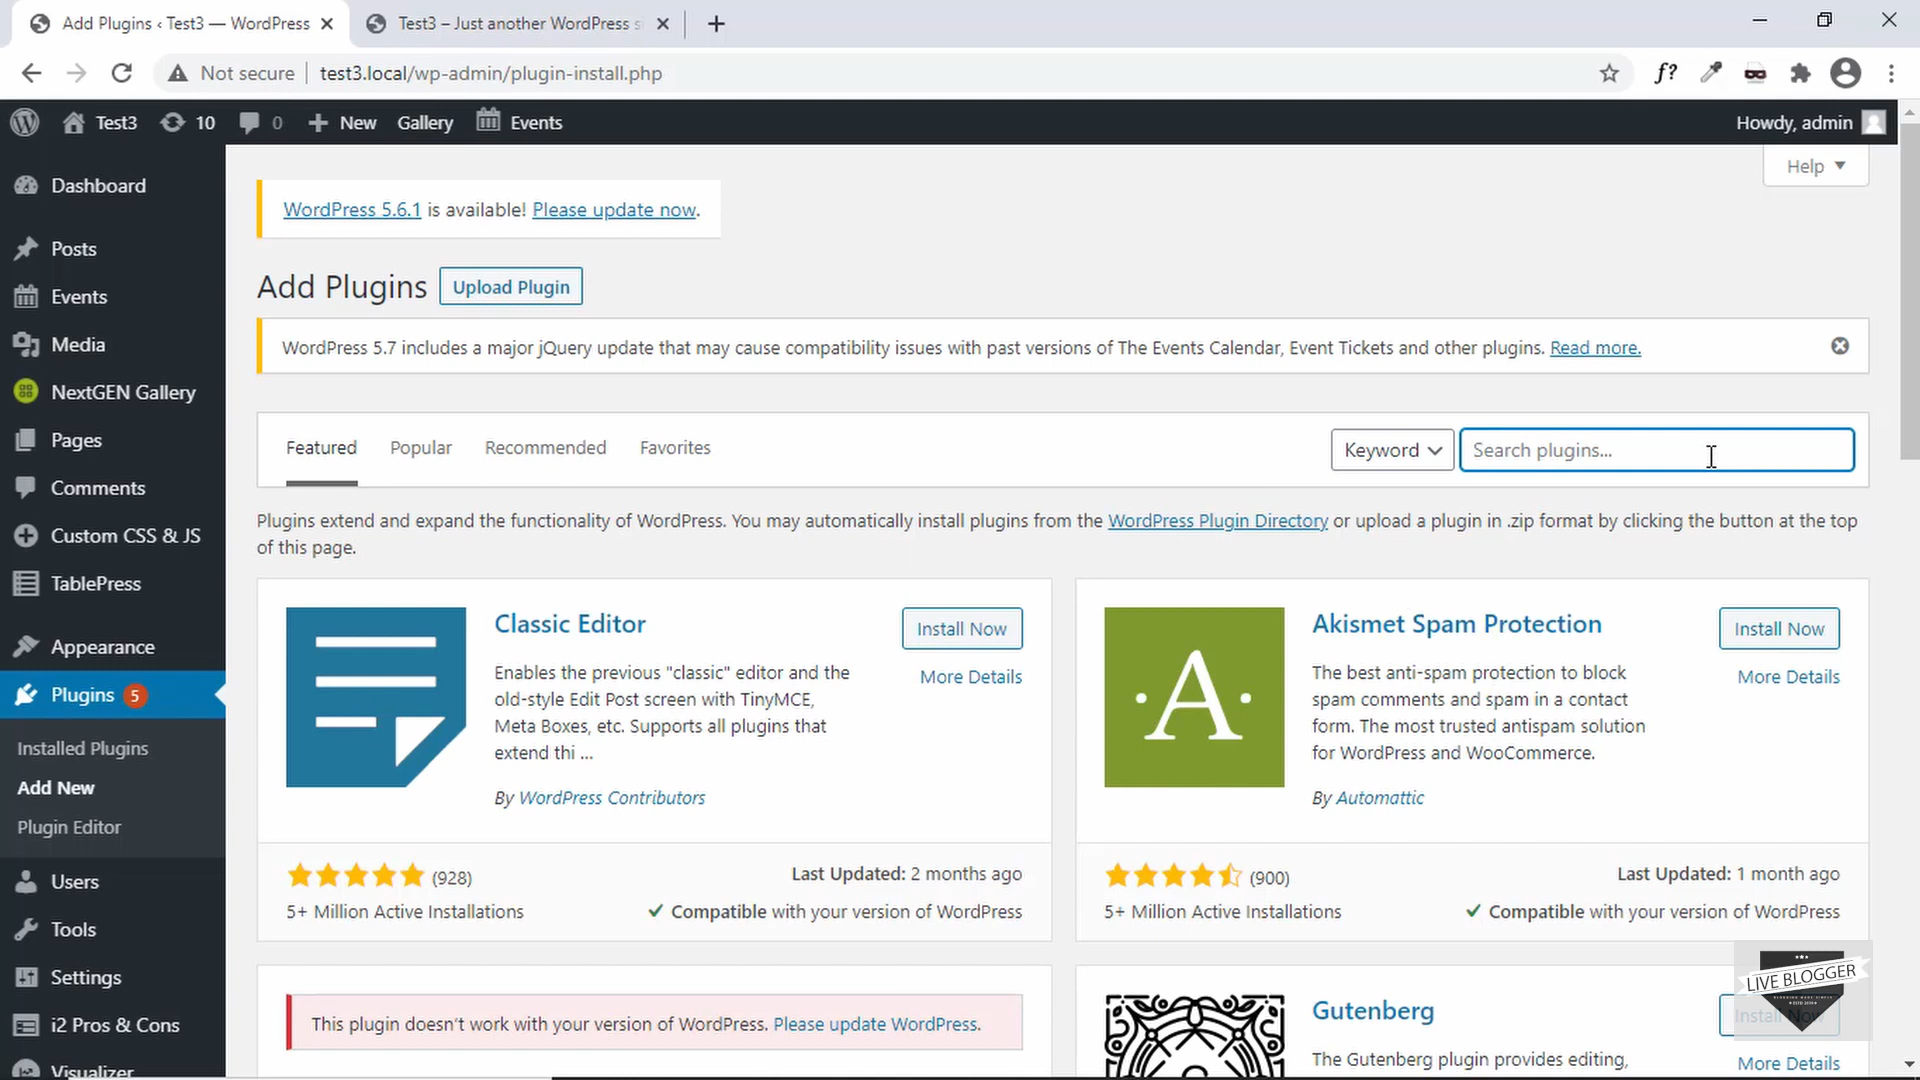 Add Plugins ‹ Test3 — WordPress
Test3 – Just another WordPress si
Not secure
test3.local/wp-admin/plugin-install.php
f?
Test3
10
0
New
Gallery
Events
Howdy, admin
Help
Dashboard
Posts
Events
Media
NextGEN Gallery
Pages
Comments
Custom CSS & JS
TablePress
Appearance
Plugins 5
Installed Plugins
Add New
Plugin Editor
Users
Tools
Settings
i2 Pros & Cons
Visualizer
WordPress 5.6.1 is available! Please update now.
Add Plugins
Upload Plugin
WordPress 5.7 includes a major jQuery update that may cause compatibility issues with past versions of The Events Calendar, Event Tickets and other plugins. Read more.
Featured
Popular
Recommended
Favorites
Keyword
Search plugins...
Plugins extend and expand the functionality of WordPress. You may automatically install plugins from the WordPress Plugin Directory or upload a plugin in .zip format by clicking the button at the top
of this page.
Classic Editor
Install Now
More Details
Enables the previous "classic" editor and the
old-style Edit Post screen with TinyMCE,
Meta Boxes, etc. Supports all plugins that
extend thi ...
By WordPress Contributors
(928)
Last Updated: 2 months ago
5+ Million Active Installations
Compatible with your version of WordPress
A
Akismet Spam Protection
Install Now
More Details
The best anti-spam protection to block
spam comments and spam in a contact
form. The most trusted antispam solution
for WordPress and WooCommerce.
By Automattic
(900)
Last Updated: 1 month ago
5+ Million Active Installations
Compatible with your version of WordPress
This plugin doesn't work with your version of WordPress. Please update WordPress.
Gutenberg
Install Now
More Details
The Gutenberg plugin provides editing,
LIVE BLOGGER